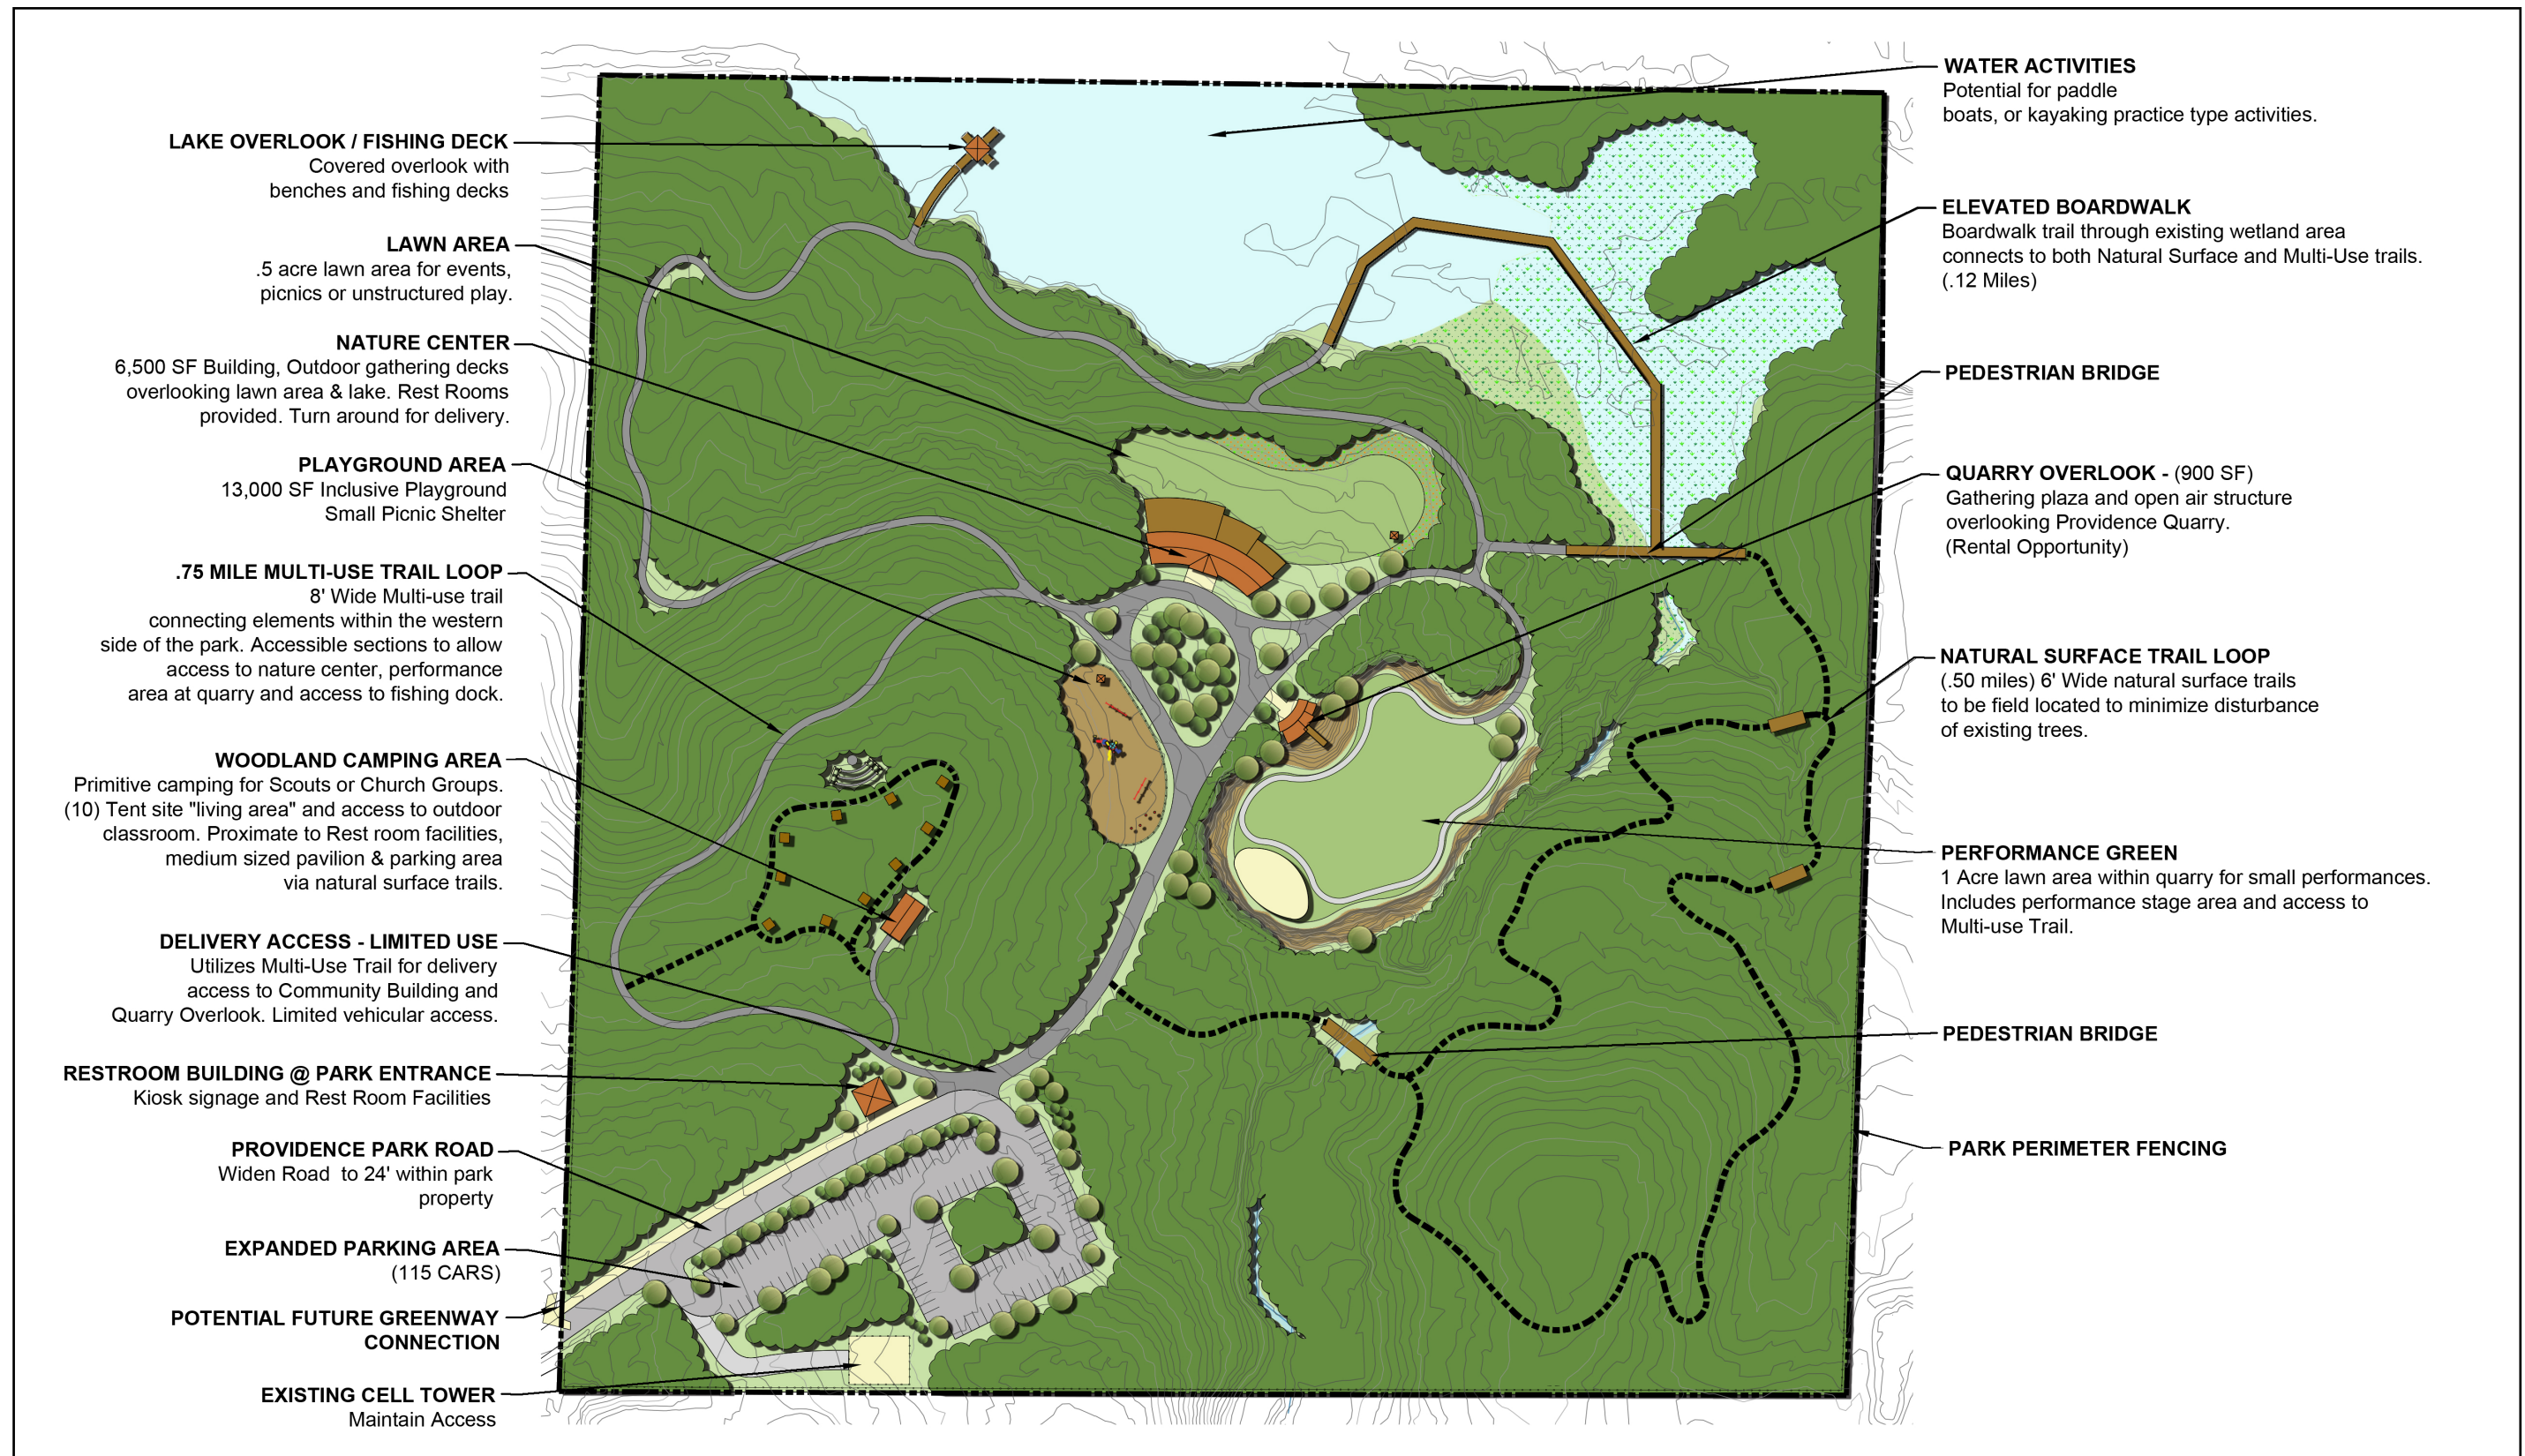 LAKE OVERLOOK / FISHING DECK
Covered overlook with
benches and fishing decks
LAWN AREA
.5 acre lawn area for events,
picnics or unstructured play.
NATURE CENTER
6,500 SF Building, Outdoor gathering decks
overlooking lawn area & lake. Rest Rooms
provided. Turn around for delivery.
PLAYGROUND AREA
13,000 SF Inclusive Playground
Small Picnic Shelter
.75 MILE MULTI-USE TRAIL LOOP
8' Wide Multi-use trail
connecting elements within the western
side of the park. Accessible sections to allow
access to nature center, performance
area at quarry and access to fishing dock.
WOODLAND CAMPING AREA
Primitive camping for Scouts or Church Groups.
(10) Tent site "living area" and access to outdoor
classroom. Proximate to Rest room facilities,
medium sized pavilion & parking area
via natural surface trails.
DELIVERY ACCESS - LIMITED USE
Utilizes Multi-Use Trail for delivery
access to Community Building and
Quarry Overlook. Limited vehicular access.
RESTROOM BUILDING @ PARK ENTRANCE
Kiosk signage and Rest Room Facilities
PROVIDENCE PARK ROAD
Widen Road to 24' within park
property
EXPANDED PARKING AREA
(115 CARS)
POTENTIAL FUTURE GREENWAY
CONNECTION
EXISTING CELL TOWER
Maintain Access
WATER ACTIVITIES
Potential for paddle
boats, or kayaking practice type activities.
ELEVATED BOARDWALK
Boardwalk trail through existing wetland area
connects to both Natural Surface and Multi-Use trails.
(.12 Miles)
PEDESTRIAN BRIDGE
QUARRY OVERLOOK - (900 SF)
Gathering plaza and open air structure
overlooking Providence Quarry.
(Rental Opportunity)
NATURAL SURFACE TRAIL LOOP
(.50 miles) 6' Wide natural surface trails
to be field located to minimize disturbance
of existing trees.
PERFORMANCE GREEN
1 Acre lawn area within quarry for small performances.
Includes performance stage area and access to
Multi-use Trail.
PEDESTRIAN BRIDGE
PARK PERIMETER FENCING